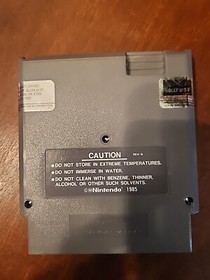 CAUTION
REV-A
●DO NOT STORE IN EXTREME TEMPERATURES.
●DO NOT IMMERSE IN WATER.
●DO NOT CLEAN WITH BENZENE, THINNER,
ALCOHOL OR OTHER SUCH SOLVENTS.
©Nintendo 1985